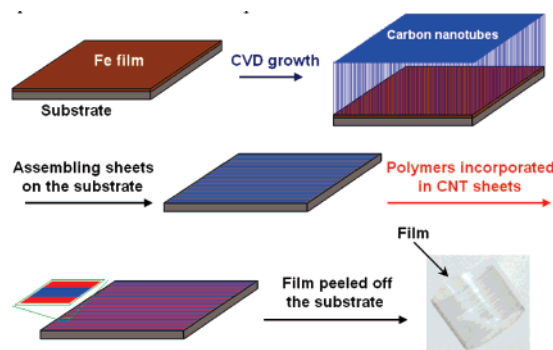 Fe film
CVD growth
Carbon nanotubes
Substrate
Assembling sheets
on the substrate
Polymers incorporated
in CNT sheets
Film peeled off
the substrate
Film